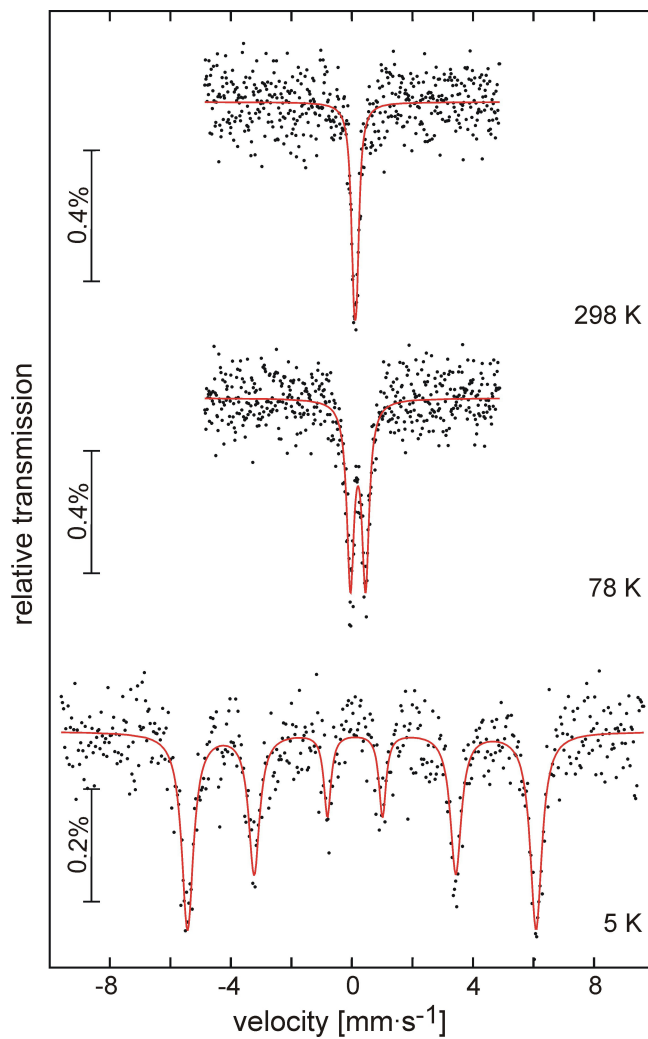 0.4%
298 K
relative transmission
0.4%
78 K
0.2%
5 K
-8 -4 0 4 8
velocity [mm·s-1]